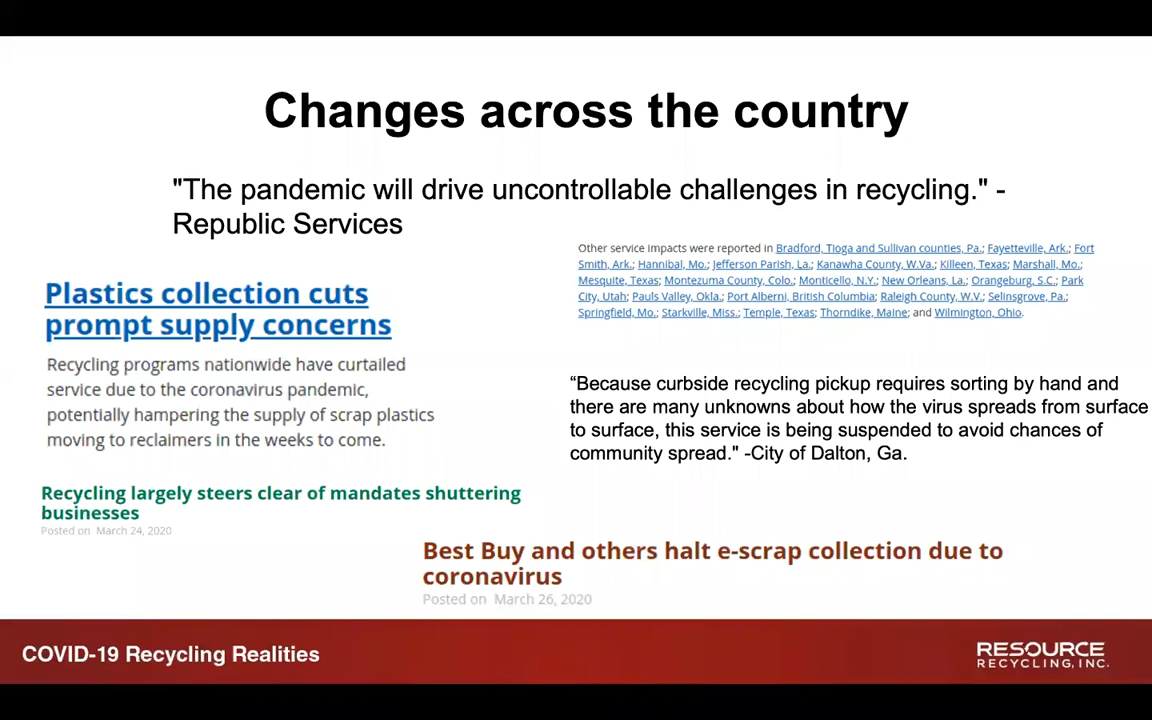 Changes across the country
"The pandemic will drive uncontrollable challenges in recycling." -
Republic Services
Other service impacts were reported in Bradford, Tioga and Sullivan counties, Pa.; Fayetteville, Ark.; Fort
Smith, Ark.; Hannibal, Mo.; Jefferson Parish, La.; Kanawha County, W.Va.; Killeen, Texas; Marshall, Mo.;
Mesquite, Texas; Montezuma County, Colo.; Monticello, N.Y.; New Orleans, La.; Orangeburg, S.C.; Park
City, Utah; Pauls Valley, Okla.; Port Alberni, British Columbia; Raleigh County, W.V.; Selinsgrove, Pa.;
Springfield, Mo.; Starkville, Miss.; Temple, Texas; Thorndike, Maine; and Wilmington, Ohio.
Plastics collection cuts
prompt supply concerns
Recycling programs nationwide have curtailed
service due to the coronavirus pandemic,
potentially hampering the supply of scrap plastics
moving to reclaimers in the weeks to come.
“Because curbside recycling pickup requires sorting by hand and
there are many unknowns about how the virus spreads from surface
to surface, this service is being suspended to avoid chances of
community spread." -City of Dalton, Ga.
Recycling largely steers clear of mandates shuttering
businesses
Posted on March 24, 2020
Best Buy and others halt e-scrap collection due to
coronavirus
Posted on March 26, 2020
COVID-19 Recycling Realities
RESOURCE
RECYCLING, INC.